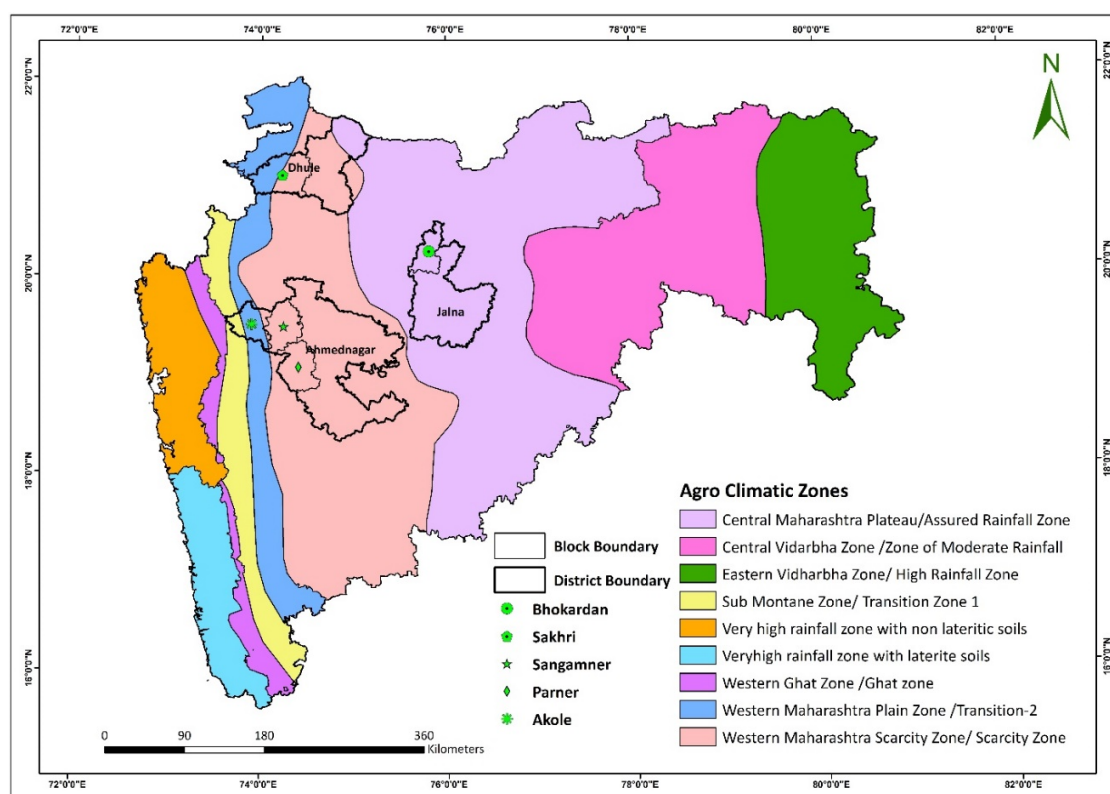 72°0'0"E 74°0'0"E 76°0'0"E 78°0'0"E 80°0'0"E 82°0'0"E
N
22°0'0"N 22°0'0"N
Dhule
20°0'0"N 20°0'0"N
Jalna
Ahmednagar
18°0'0"N 18°0'0"N
16°0'0"N 16°0'0"N
Block Boundary
District Boundary
Bhokardan
Sakhri
Sangamner
Parner
Akole
Agro Climatic Zones
Central Maharashtra Plateau/Assured Rainfall Zone
Central Vidarbha Zone /Zone of Moderate Rainfall
Eastern Vidharbha Zone/ High Rainfall Zone
Sub Montane Zone/ Transition Zone 1
Very high rainfall zone with non lateritic soils
Veryhigh rainfall zone with laterite soils
Western Ghat Zone /Ghat zone
Western Maharashtra Plain Zone /Transition-2
Western Maharashtra Scarcity Zone/ Scarcity Zone
0 90 180 360
Kilometers
72°0'0"E 74°0'0"E 76°0'0"E 78°0'0"E 80°0'0"E 82°0'0"E